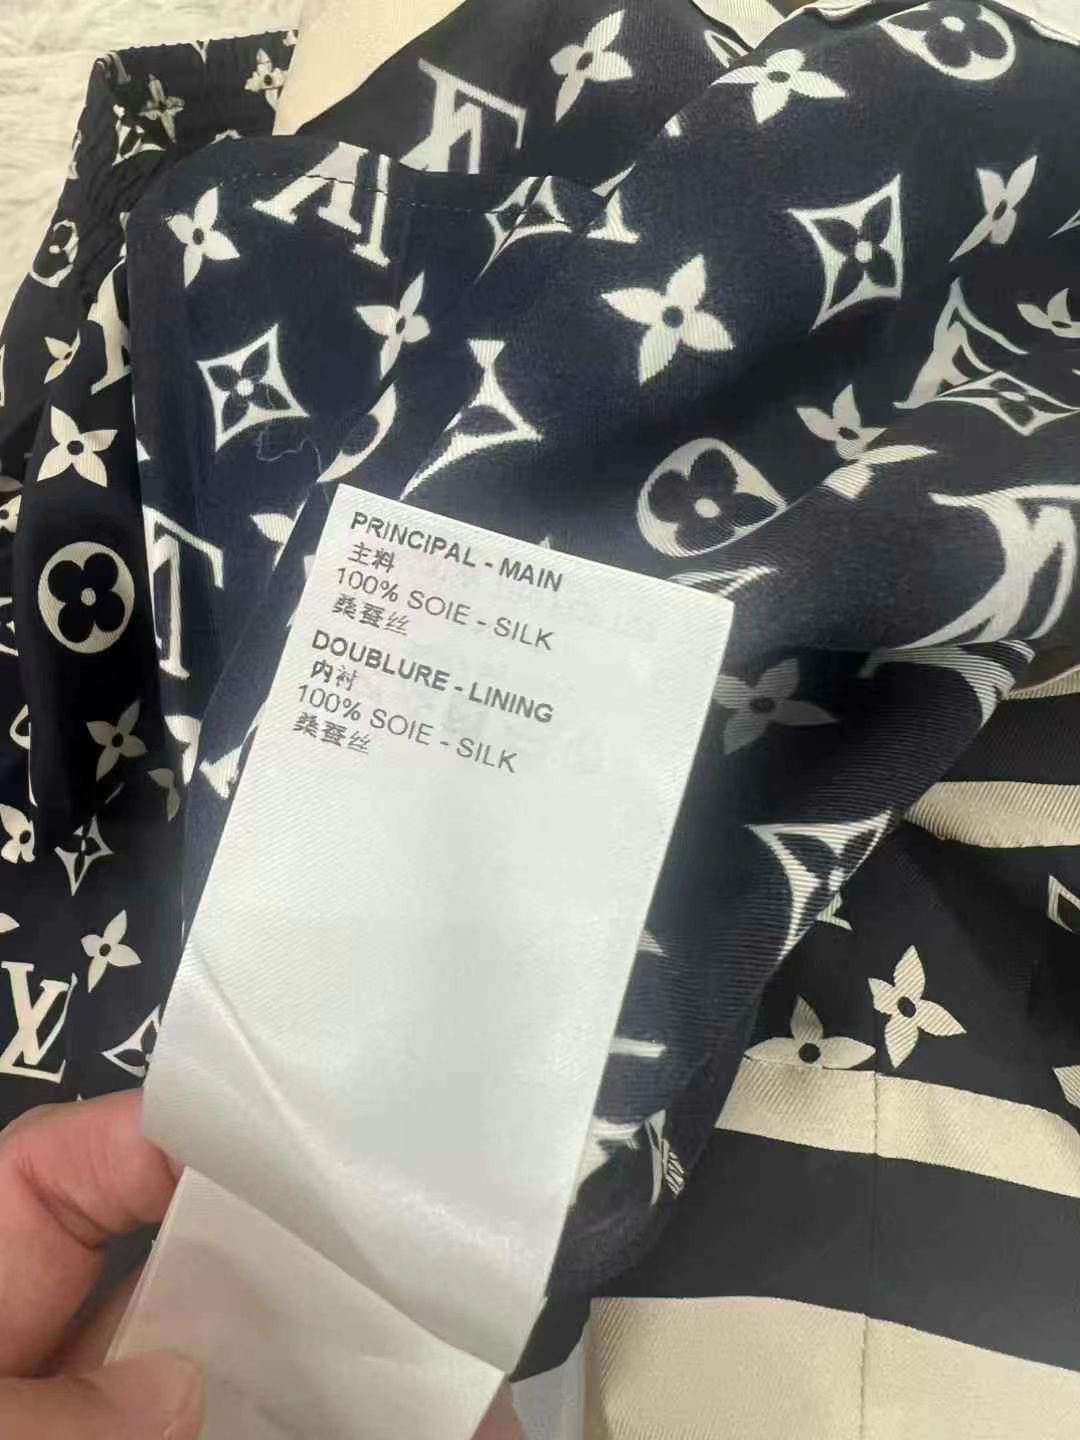 PRINCIPAL - MAIN
主料
100% SOIE - SILK
桑蚕丝
DOUBLURE - LINING
内衬
100% SOIE - SILK
桑蚕丝